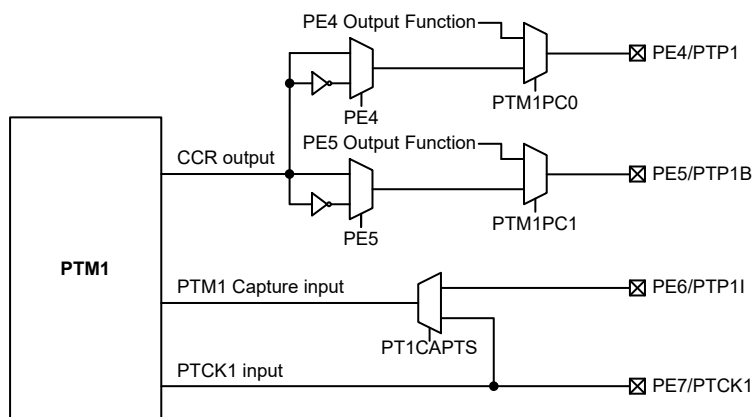 PE4 Output Function
PE4/PTP1
PE4
PTM1PC0
PE5 Output Function
CCR output
PE5/PTP1B
PE5
PTM1PC1
PTM1
PTM1 Capture input
PE6/PTP1I
PT1CAPTS
PTCK1 input
PE7/PTCK1